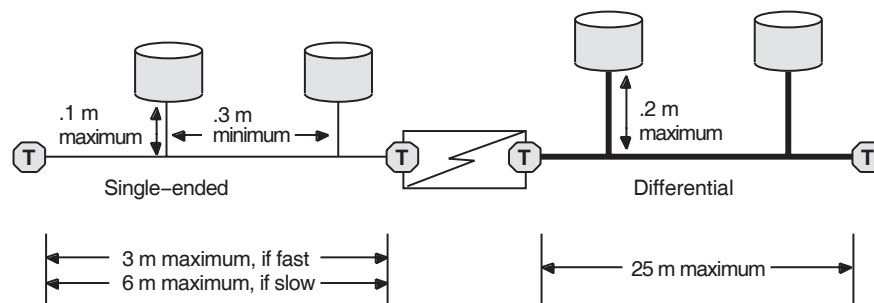 .1 m
maximum
.3 m
minimum
.2 m
maximum
T
T
T
T
Single–ended
Differential
3 m maximum, if fast
6 m maximum, if slow
25 m maximum